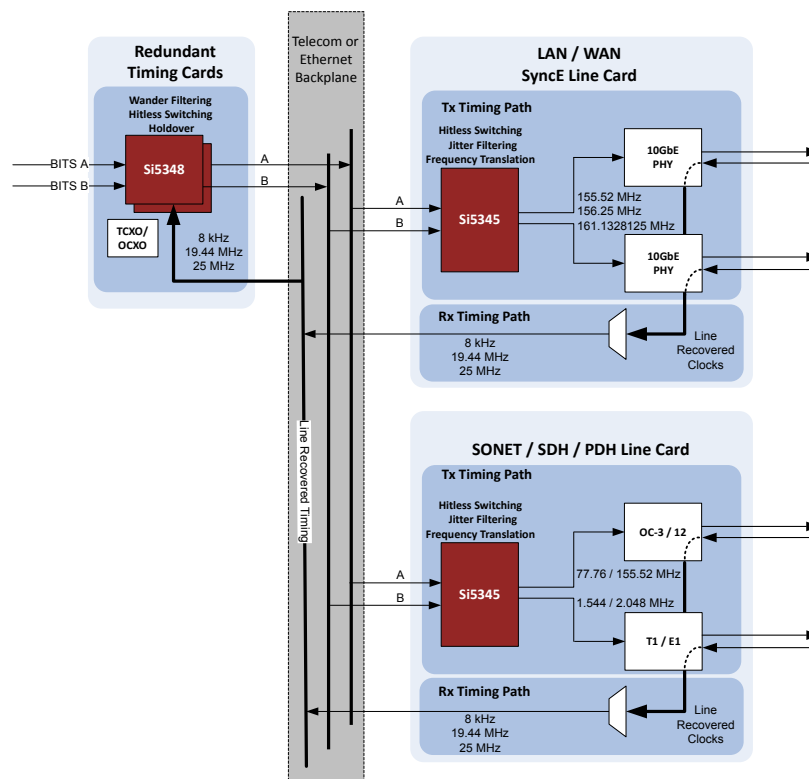 Redundant
Timing Cards
Wander Filtering
Hitless Switching
Holdover
BITS A
BITS B
Si5348
A
B
TCXO/
OCXO
8 kHz
19.44 MHz
25 MHz
Telecom or
Ethernet
Backplane
Line Recovered Timing
LAN / WAN
SyncE Line Card
Tx Timing Path
Hitless Switching
Jitter Filtering
Frequency Translation
A
B
Si5345
155.52 MHz
156.25 MHz
161.1328125 MHz
10GbE
PHY
10GbE
PHY
Rx Timing Path
8 kHz
19.44 MHz
25 MHz
Line
Recovered
Clocks
SONET / SDH / PDH Line Card
Tx Timing Path
Hitless Switching
Jitter Filtering
Frequency Translation
A
B
Si5345
77.76 / 155.52 MHz
1.544 / 2.048 MHz
OC-3 / 12
T1 / E1
Rx Timing Path
8 kHz
19.44 MHz
25 MHz
Line
Recovered
Clocks